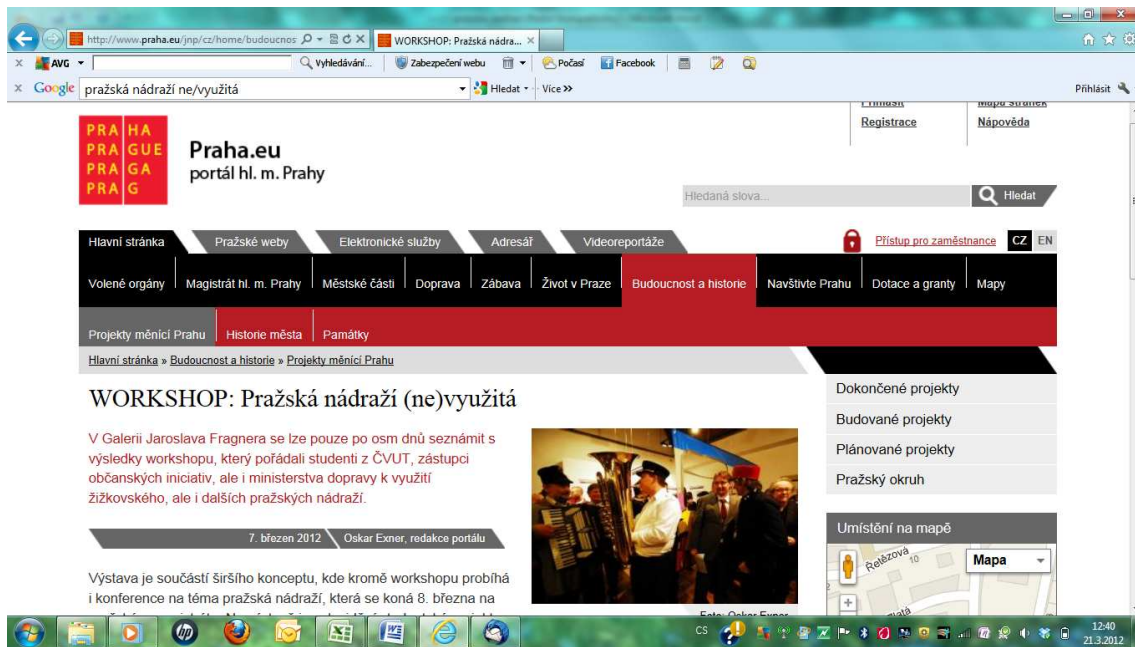 http://www.praha.eu/jnp/cz/home/budoucnos
WORKSHOP: Pražská nádra...
AVG
Vyhledávání...
Zabezpečení webu
Počasí
Facebook
Google
pražská nádraží ne/využitá
Hledat
Více >>
Přihlásit
Registrace
Nápověda
PRA HA
PRA GUE
PRA GA
PRA G
Praha.eu
portál hl. m. Prahy
Hledaná slova...
Hledat
Hlavní stránka Pražské weby Elektronické služby Adresář Videoreportáže
Přístup pro zaměstnance CZ EN
Volené orgány Magistrát hl. m. Prahy Městské části Doprava Zábava Život v Praze Budoucnost a historie Navštivte Prahu Dotace a granty Mapy
Projekty měnící Prahu Historie města Památky
Hlavní stránka » Budoucnost a historie » Projekty měnící Prahu
WORKSHOP: Pražská nádraží (ne)využitá
V Galerii Jaroslava Fragnera se lze pouze po osm dnů seznámit s
výsledky workshopu, který pořádali studenti z ČVUT, zástupci
občanských iniciativ, ale i ministerstva dopravy k využití
žižkovského, ale i dalších pražských nádraží.
7. březen 2012 Oskar Exner, redakce portálu
Výstava je součástí širšího konceptu, kde kromě workshopu probíhá
i konference na téma pražská nádraží, která se koná 8. března na
Dokončené projekty
Budované projekty
Plánované projekty
Pražský okruh
Umístění na mapě
Řetězová
10
Mapa
CS
12:40
21.3.2012